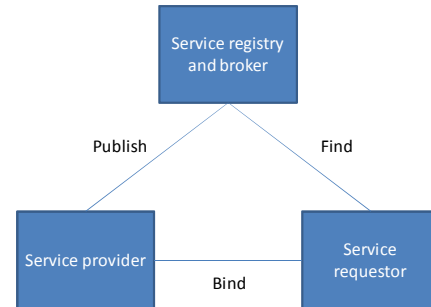 Service registry
and broker
Publish
Find
Service provider
Service
requestor
Bind